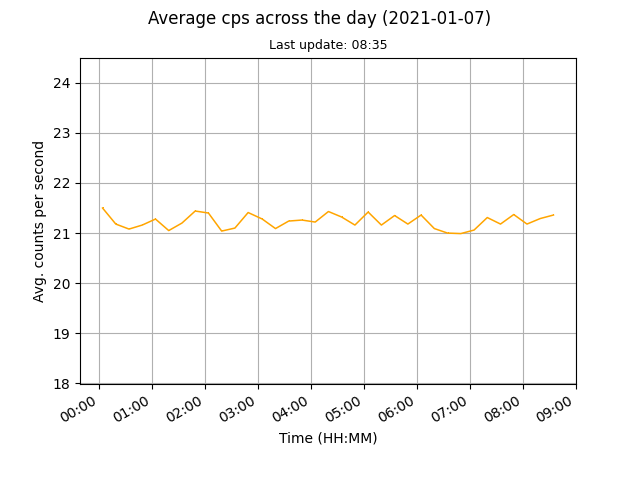 Average cps across the day (2021-01-07)
Last update: 08:35
Avg. counts per second
24
23
22
21
20
19
18
00:00 01:00 02:00 03:00 04:00 05:00 06:00 07:00 08:00 09:00
Time (HH:MM)